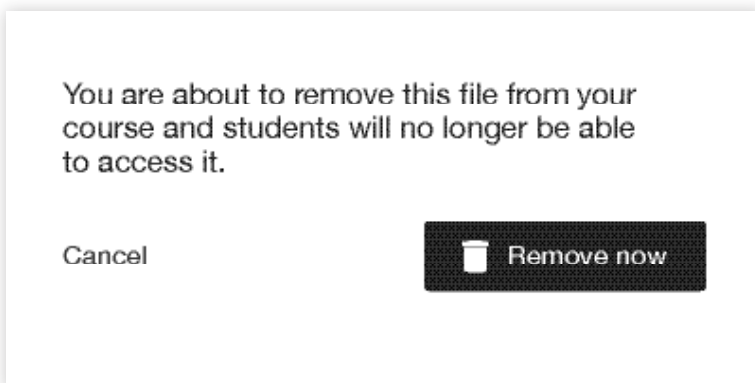 You are about to remove this file from your
course and students will no longer be able
to access it.
Cancel
Remove now